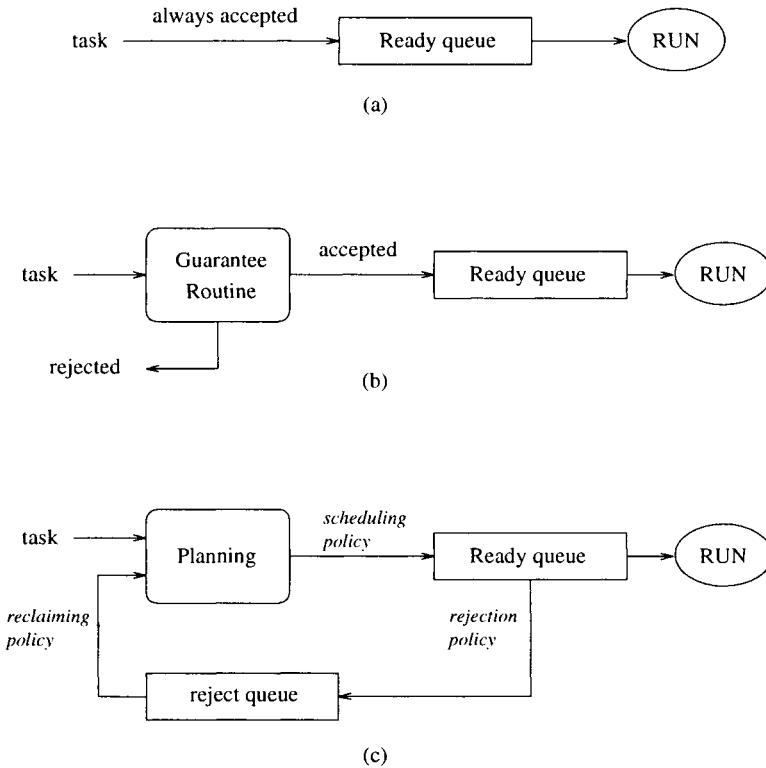 always accepted
task
Ready queue
RUN
(a)
Guarantee
Routine
accepted
task
Ready queue
RUN
rejected
(b)
scheduling
policy
task
Planning
Ready queue
RUN
reclaiming
policy
rejection
policy
reject queue
(c)